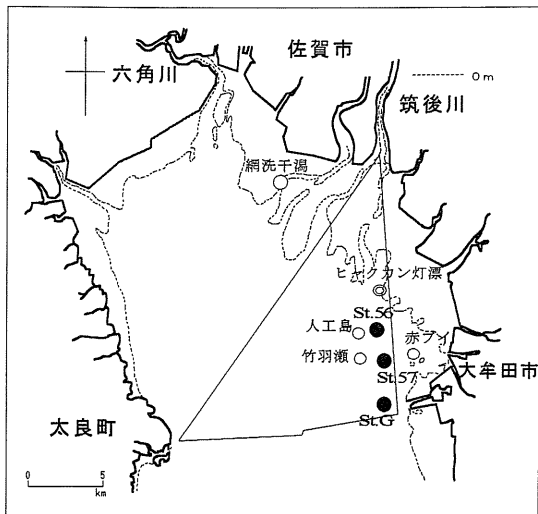 佐賀市
六角川
0m
筑後川
網洗干潟
ヒャクカン灯漂
St.56
人工島
赤ブイ
竹羽瀬
St.57
大牟田市
St.G
太良町
0 5
km